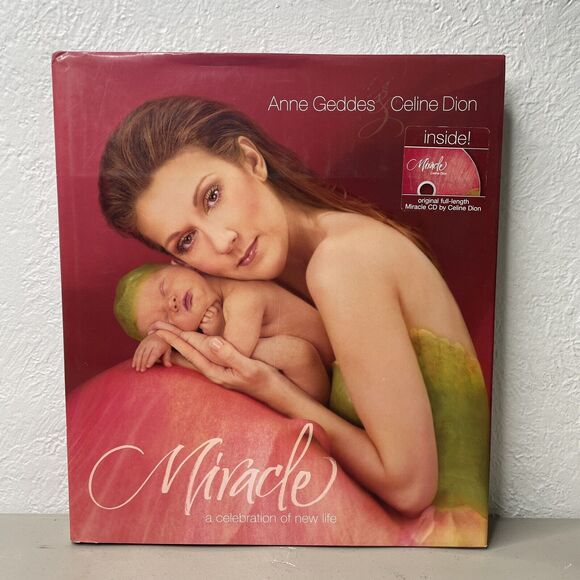 Anne Geddes & Celine Dion
inside!
Miracle
Celine Dion
original full-length
Miracle CD by Celine Dion
Miracle
a celebration of new life